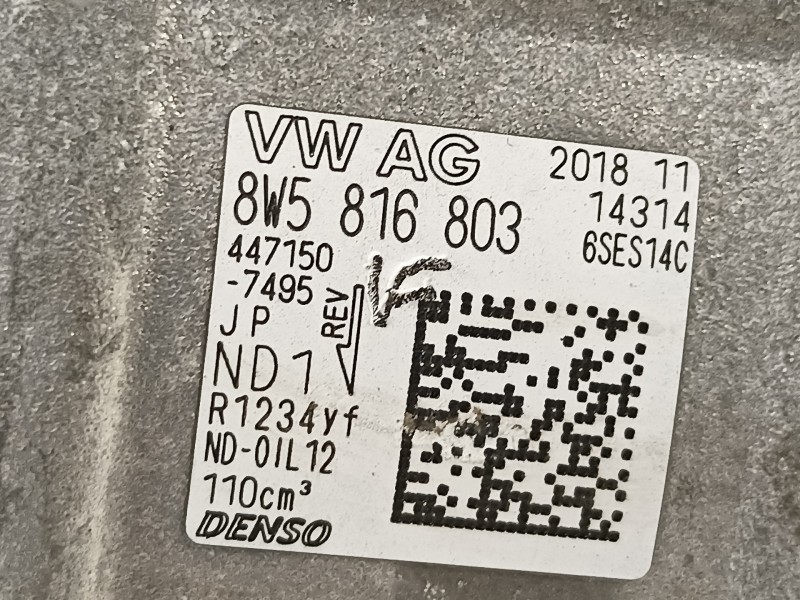 VW AG 2018 11
8W5 816 803 14314
447150 6SES14C
-7495
JP REV
ND1
R1234yf
ND-OIL12
110cm³
DENSO